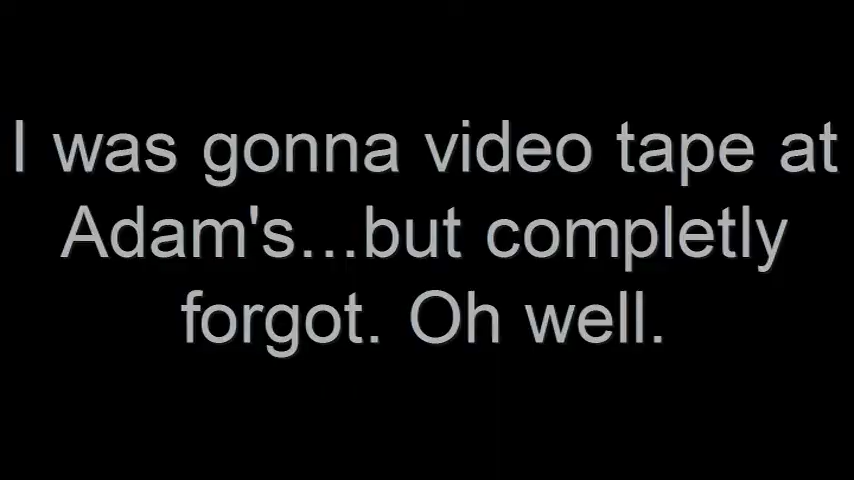 I was gonna video tape at
Adam's...but completly
forgot. Oh well.